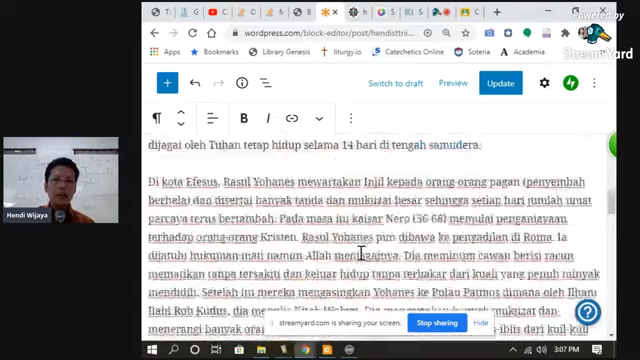 Powered by
StreamYard
wordpress.com/block-editor/post/hendisttrii
YouTube
Library Genesis
liturgy.io
Catechetics Online
Soteria
Academia
Switch to draft
Preview
Update
B I
dijagai oleh Tuhan tetap hidup selama 14 hari di tengah samudera.
Di kota Efesus, Rasul Yohanes mewartakan Injil kepada orang-orang pagan (penyembah
berhala) dan disertai banyak tanda dan mukjizat besar sehingga setiap hari jumlah umat
percaya terus bertambah. Pada masa itu kaisar Nero (56-68) memulai penganiayaan
terhadap orang-orang Kristen. Rasul Yohanes pun dibawa ke pengadilan di Roma. Ia
dijatuhi hukuman mati namun Allah menjaganya. Dia meminum cawan berisi racun
mematikan tanpa tersakiti dan keluar hidup tanpa terbakar dari kuali yang penuh minyak
mendidih. Setelah ini mereka mengasingkan Yohanes ke Pulau Patmos dimana oleh Ilham
Ilahi Roh Kudus, dia menulis Kitab Wahyu.
menerangi banyak orang
Hendi Wijaya
streamyard.com is sharing your screen.
Stop sharing
Hide
3:07 PM